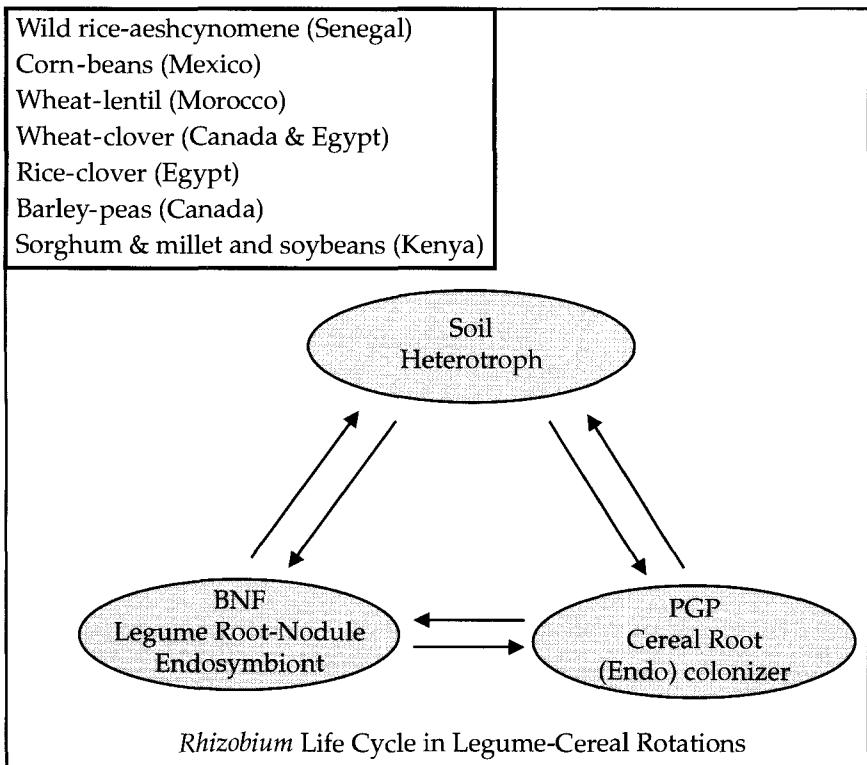 Wild rice-aeshcynomene (Senegal)
Corn-beans (Mexico)
Wheat-lentil (Morocco)
Wheat-clover (Canada & Egypt)
Rice-clover (Egypt)
Barley-peas (Canada)
Sorghum & millet and soybeans (Kenya)
Soil
Heterotroph
BNF
Legume Root-Nodule
Endosymbiont
PGP
Cereal Root
(Endo) colonizer
Rhizobium Life Cycle in Legume-Cereal Rotations